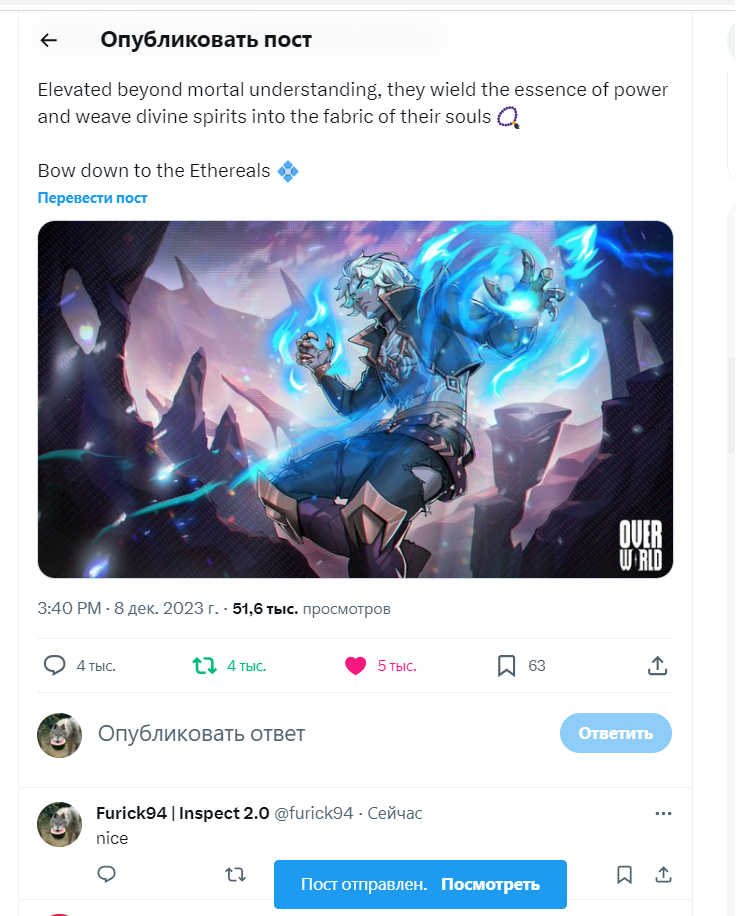 Опубликовать пост
Elevated beyond mortal understanding, they wield the essence of power
and weave divine spirits into the fabric of their souls
Bow down to the Ethereals
Перевести пост
OVER
WORLD
3:40 PM · 8 дек. 2023 г. · 51,6 тыс. просмотров
4 тыс. 4 тыс. 5 тыс. 63
Опубликовать ответ Ответить
Furick94 | Inspect 2.0 @furick94 · Сейчас
nice
Пост отправлен. Посмотреть